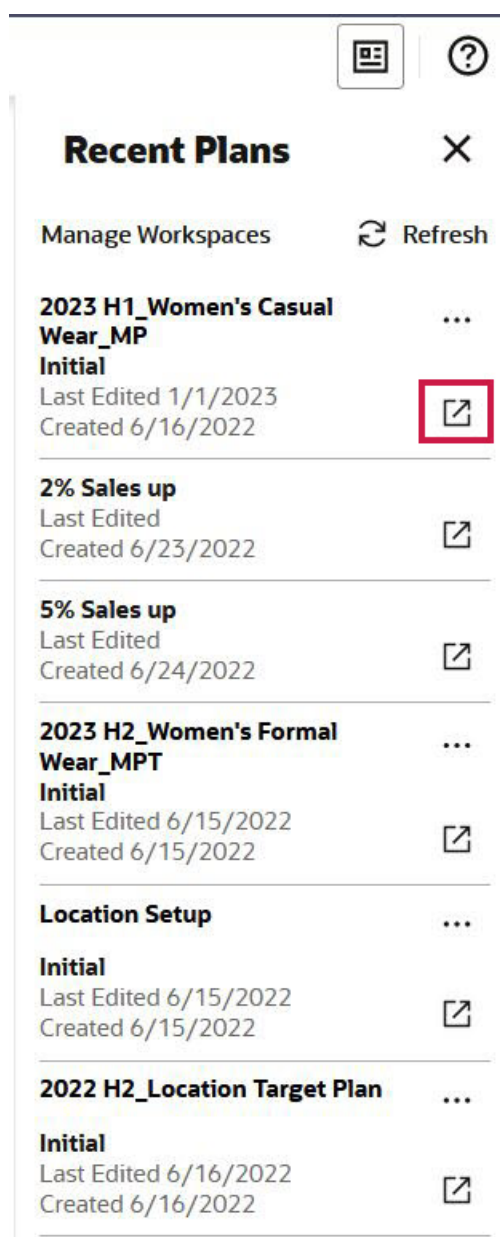 Recent Plans
Manage Workspaces Refresh
2023 H1_Women's Casual
Wear_MP
Initial
Last Edited 1/1/2023
Created 6/16/2022
2% Sales up
Last Edited
Created 6/23/2022
5% Sales up
Last Edited
Created 6/24/2022
2023 H2_Women's Formal
Wear_MPT
Initial
Last Edited 6/15/2022
Created 6/15/2022
Location Setup
Initial
Last Edited 6/15/2022
Created 6/15/2022
2022 H2_Location Target Plan
Initial
Last Edited 6/16/2022
Created 6/16/2022